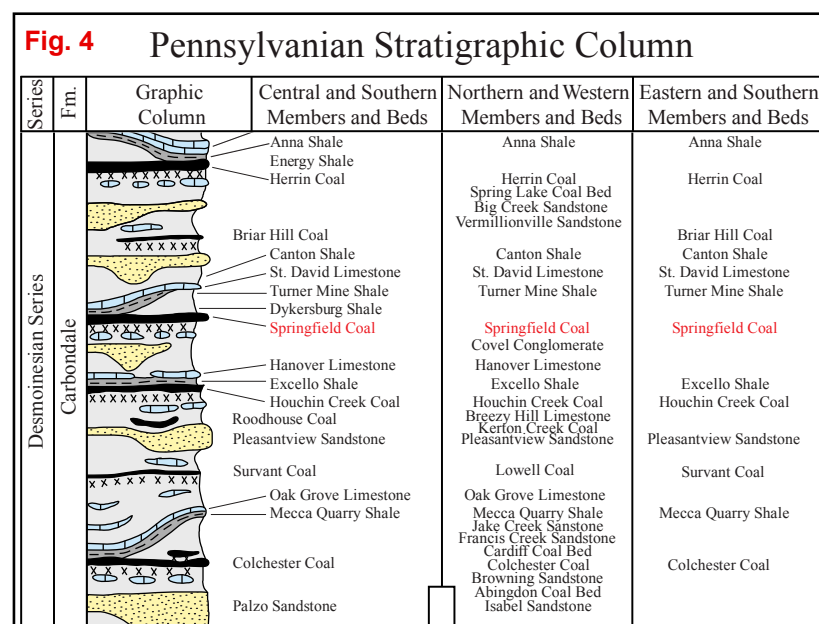 Fig. 4
Pennsylvanian Stratigraphic Column
Series
Fm.
Graphic
Column
Central and Southern
Members and Beds
Northern and Western
Members and Beds
Eastern and Southern
Members and Beds
Desmoinesian Series
Carbondale
Anna Shale
Energy Shale
Herrin Coal
Briar Hill Coal
Canton Shale
St. David Limestone
Turner Mine Shale
Dykersburg Shale
Springfield Coal
Hanover Limestone
Excello Shale
Houchin Creek Coal
Roodhouse Coal
Pleasantview Sandstone
Survant Coal
Oak Grove Limestone
Mecca Quarry Shale
Colchester Coal
Palzo Sandstone
Anna Shale
Herrin Coal
Spring Lake Coal Bed
Big Creek Sandstone
Vermillionville Sandstone
Canton Shale
St. David Limestone
Turner Mine Shale
Springfield Coal
Covel Conglomerate
Hanover Limestone
Excello Shale
Houchin Creek Coal
Breezy Hill Limestone
Kerton Creek Coal
Pleasantview Sandstone
Lowell Coal
Oak Grove Limestone
Mecca Quarry Shale
Jake Creek Sanstone
Francis Creek Sandstone
Cardiff Coal Bed
Colchester Coal
Browning Sandstone
Abingdon Coal Bed
Isabel Sandstone
Anna Shale
Herrin Coal
Briar Hill Coal
Canton Shale
St. David Limestone
Turner Mine Shale
Springfield Coal
Excello Shale
Houchin Creek Coal
Pleasantview Sandstone
Survant Coal
Mecca Quarry Shale
Colchester Coal